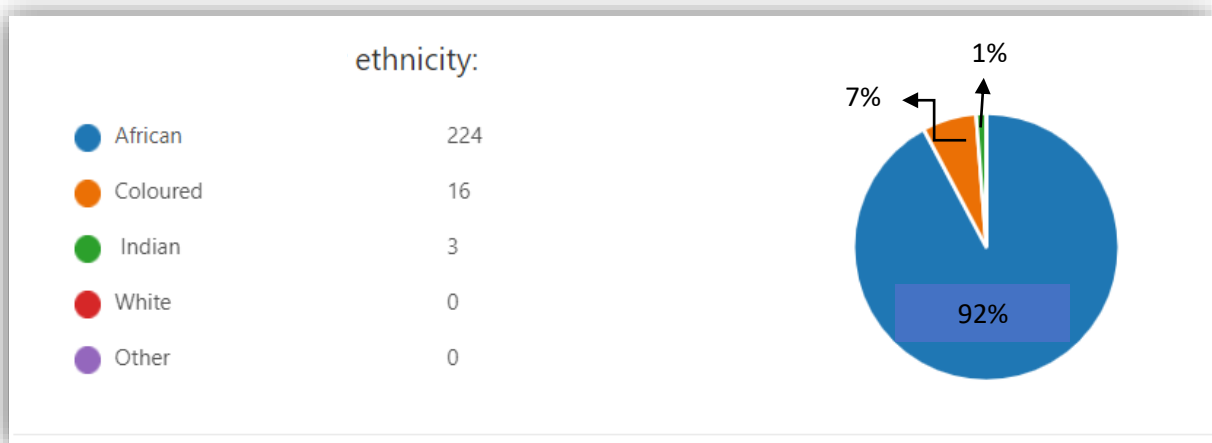 ethnicity:
African 224
Coloured 16
Indian 3
White 0
Other 0
1%
7%
92%